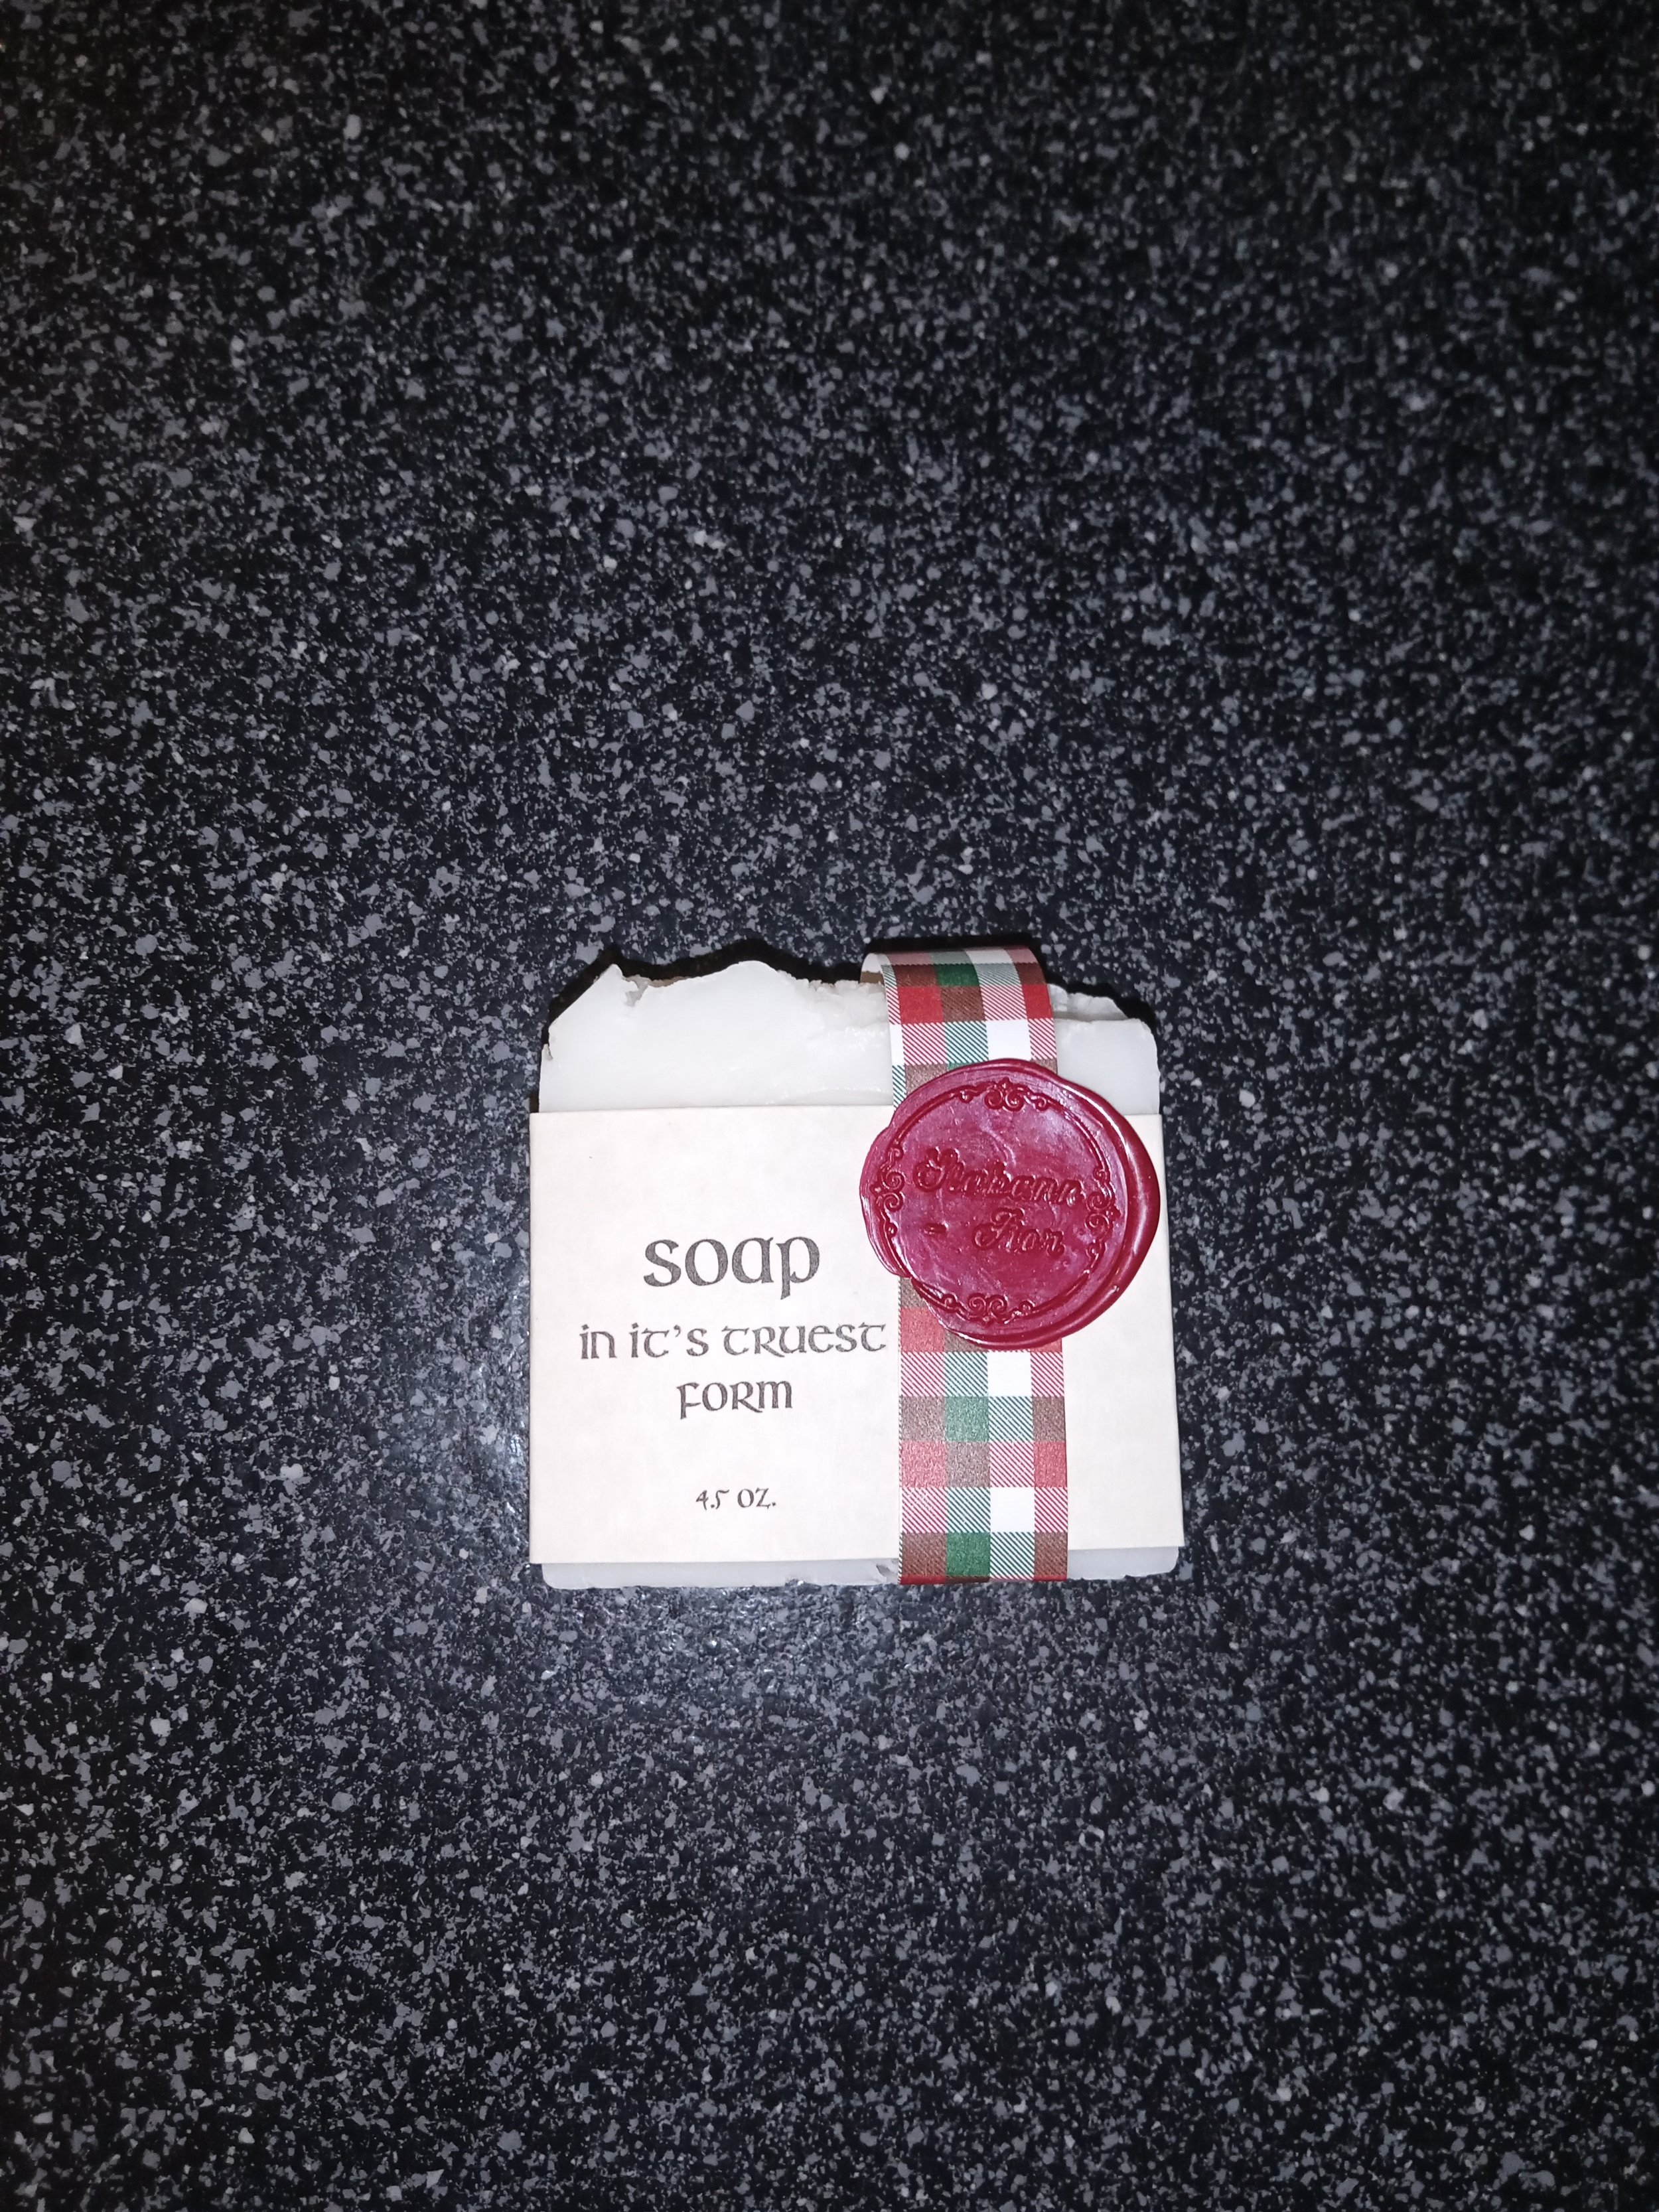 soap
in it's truest
form
4.5 oz.